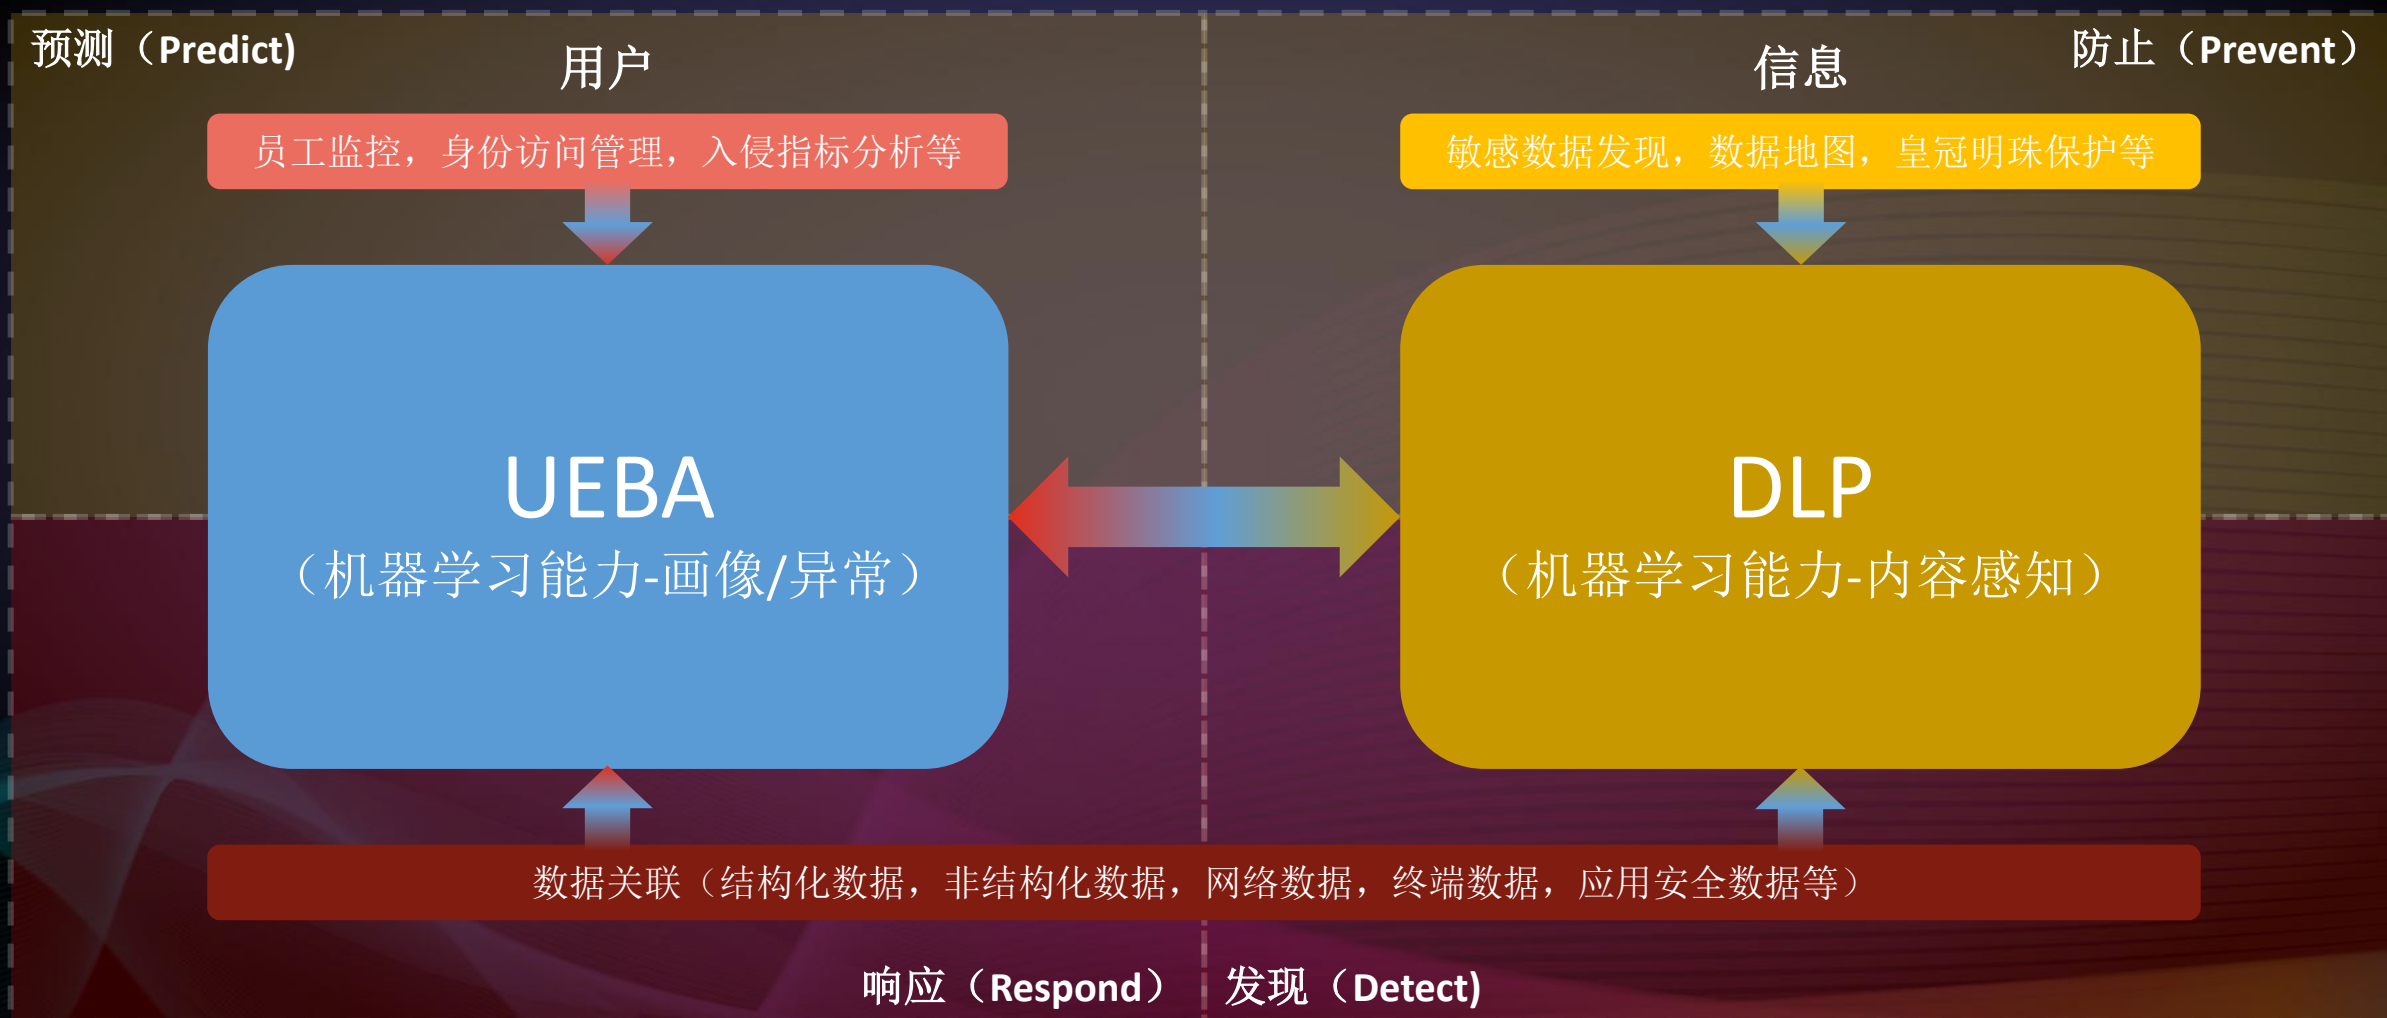 预测（Predict)
用户
信息
防止（Prevent）
员工监控，身份访问管理，入侵指标分析等
敏感数据发现，数据地图，皇冠明珠保护等
UEBA
（机器学习能力-画像/异常）
DLP
（机器学习能力-内容感知）
数据关联（结构化数据，非结构化数据，网络数据，终端数据，应用安全数据等）
响应（Respond）
发现（Detect)